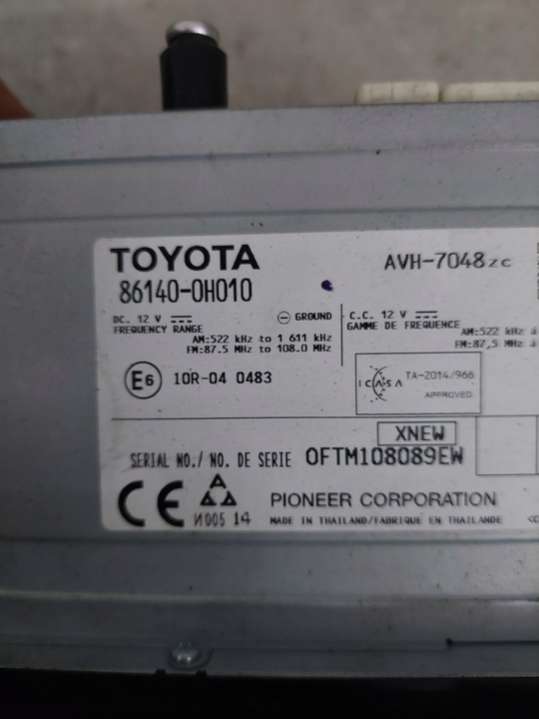 TOYOTA
86140-0H010
AVH-7048zc
DC. 12 V
GROUND
FREQUENCY RANGE
AM:522 kHz to 1 611 kHz
FM:87.5 MHz to 108.0 MHz
C.C. 12 V
GAMME DE FREQUENCE
AM:522 kHz á
FM:87,5 MHz á
E6 10R-04 0483
ICASA
TA-2014/966
APPROVED
XNEW
SERIAL NO./ NO. DE SERIE 0FTM108089EW
CE
И005 14
PIONEER CORPORATION
MADE IN THAILAND/FABRIQUE EN THAILANDE